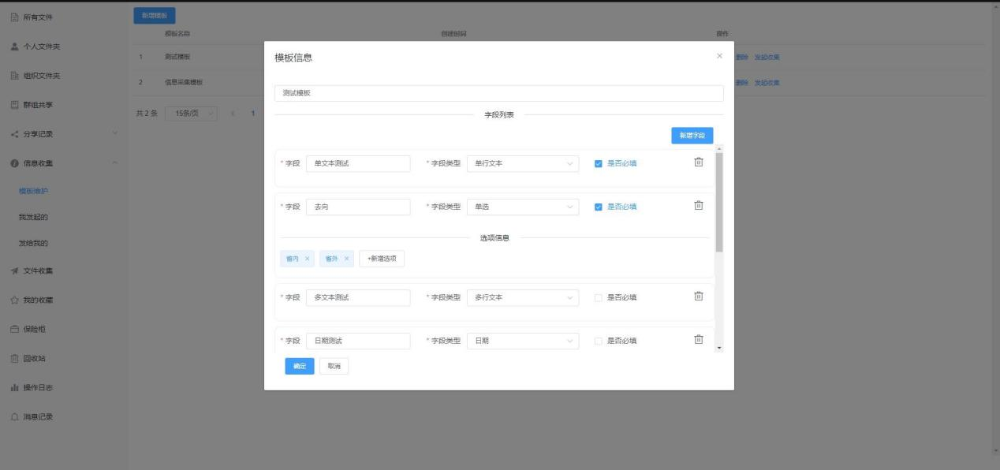 所有文件
个人文件夹
组织文件夹
群组共享
分享记录
信息收集
模板维护
我发起的
发给我的
文件收集
我的收藏
保险柜
回收站
操作日志
消息记录
新增模板
模板名称 创建时间 操作
1 测试模板 删除 发起收集
2 信息采集模板 删除 发起收集
共 2 条 15条/页 1
模板信息
测试模板
字段列表
新增字段
* 字段 单文本测试 * 字段类型 单行文本 是否必填
* 字段 去向 * 字段类型 单选 是否必填
选项信息
省内 省外 +新增选项
* 字段 多文本测试 * 字段类型 多行文本 是否必填
* 字段 日期测试 * 字段类型 日期 是否必填
确定 取消